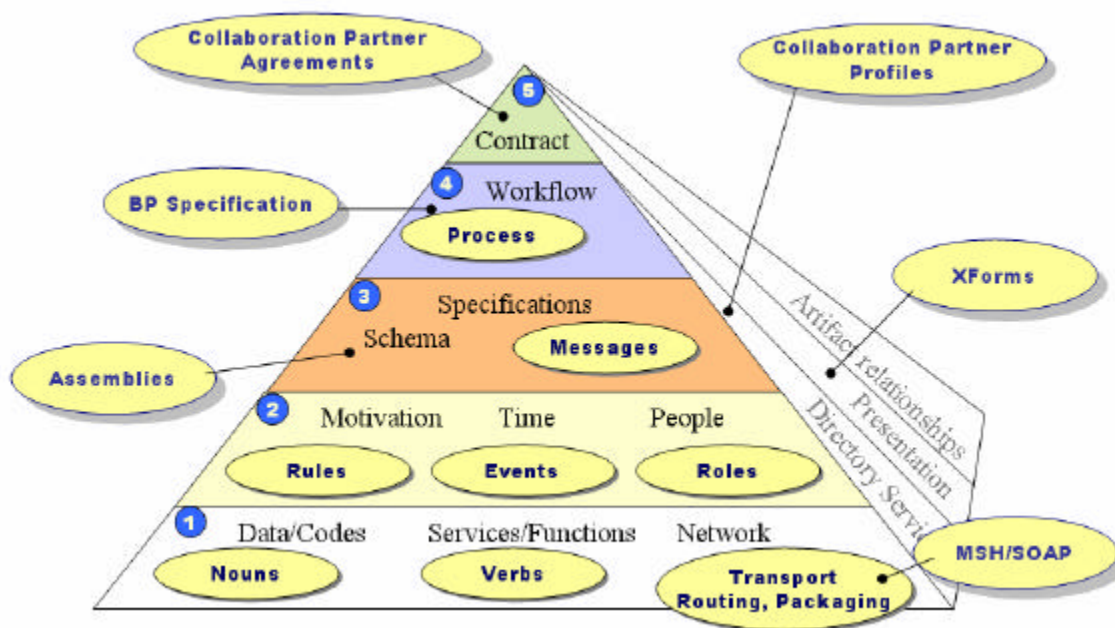 Collaboration Partner
Agreements
Collaboration Partner
Profiles
5
Contract
4
Workflow
BP Specification
Process
XForms
3
Specifications
Schema
Messages
Assemblies
Artifact relationships
Presentation
2
Motivation Time People
Rules Events Roles
Directory Servic
1
Data/Codes Services/Functions Network
MSH/SOAP
Nouns Verbs Transport
Routing, Packaging